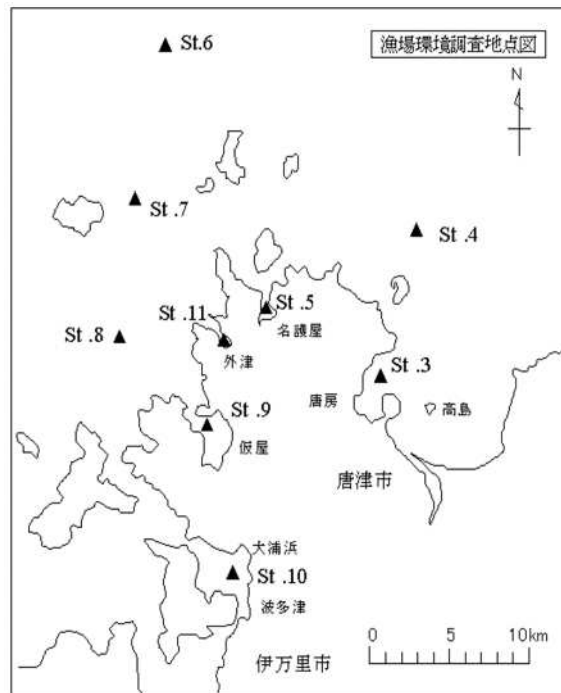 St.6
漁場環境調査地点図
N
St .7
St .4
St .5
名護屋
St .11
St .8
外津
St .3
唐房
高島
St .9
仮屋
唐津市
大浦浜
St .10
波多津
伊万里市
0 5 10km